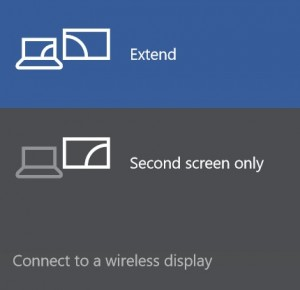 Extend
Second screen only
Connect to a wireless display